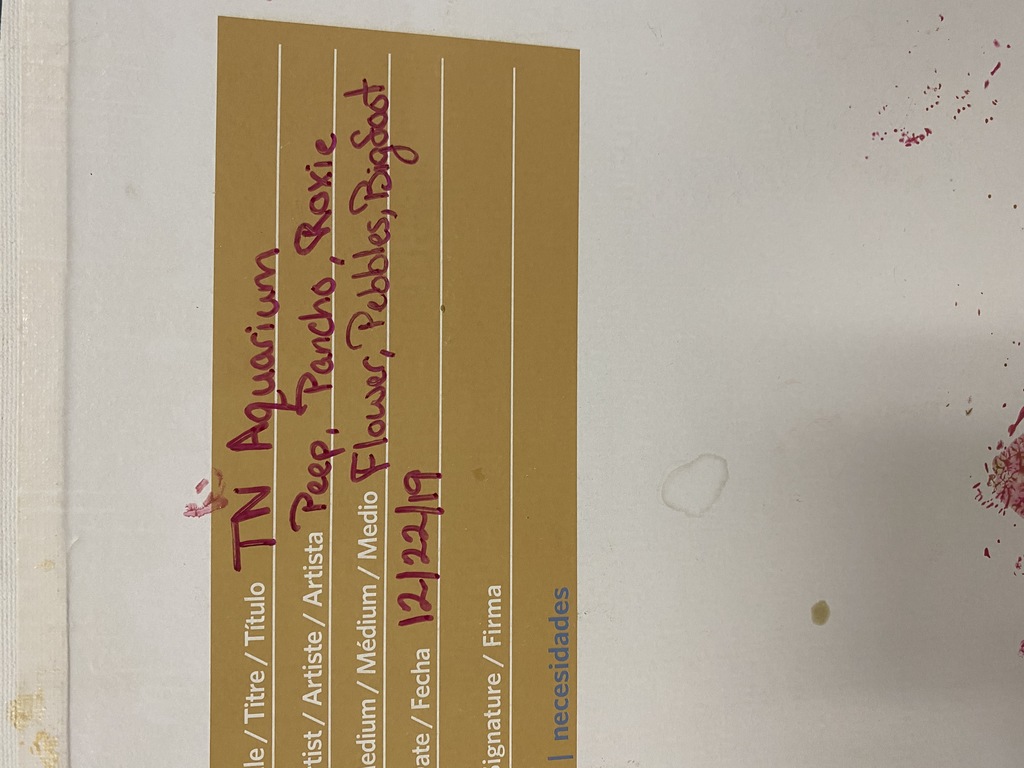 le / Titre / Título TN Aquarium
rtist / Artiste / Artista Peep, Pancho, Roxie
edium / Médium / Medio Flower, Pebbles, Bigfoot
ate / Fecha 12/22/19
Signature / Firma
| necesidades